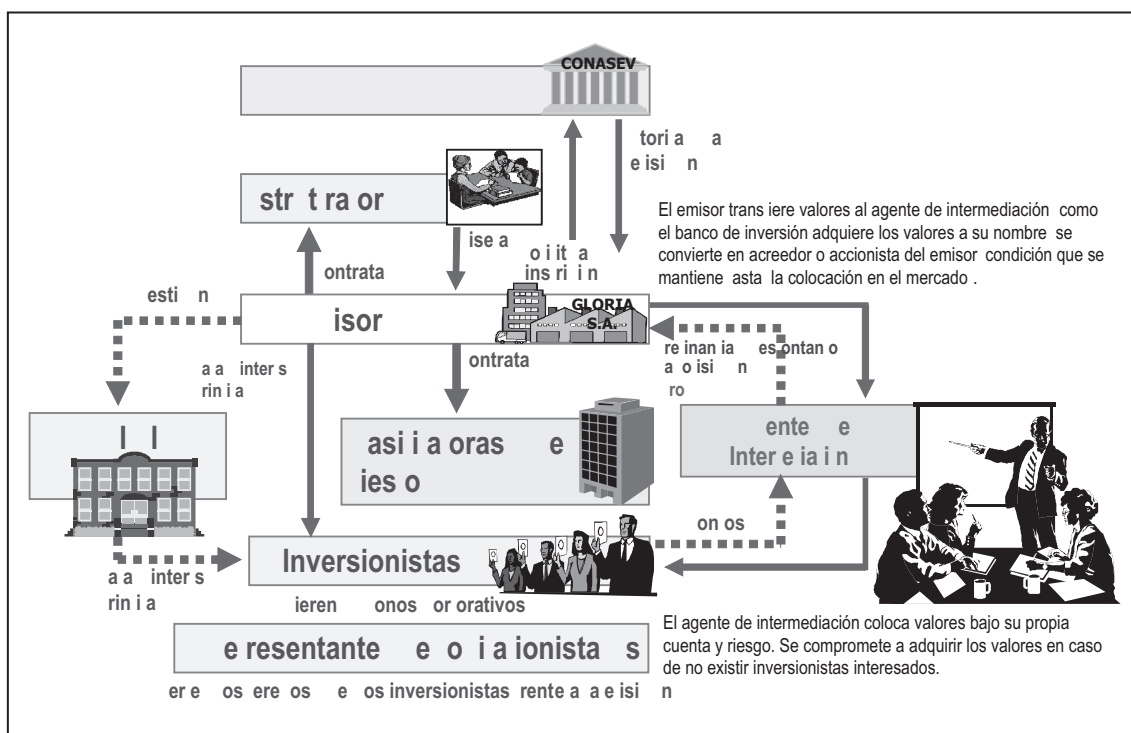 CONASEV
tori a a
e isi n
str t ra or
ise a
o i it a
ins ri i n
ontrata
El emisor trans iere valores al agente de intermediación como
el banco de inversión adquiere los valores a su nombre se
convierte en acreedor o accionista del emisor condición que se
mantiene asta la colocación en el mercado .
esti n
isor
GLORIA
S.A.
re inan ia es ontan o
a o isi n
ro
a a inter s
rin i a
ontrata
l l
asi i a oras e
ies o
ente e
Inter e ia i n
on os
Inversionistas
a a inter s
rin i a
ieren onos or orativos
e resentante e o i a ionista s
er e os ere os e os inversionistas rente a a e isi n
El agente de intermediación coloca valores bajo su propia
cuenta y riesgo. Se compromete a adquirir los valores en caso
de no existir inversionistas interesados.